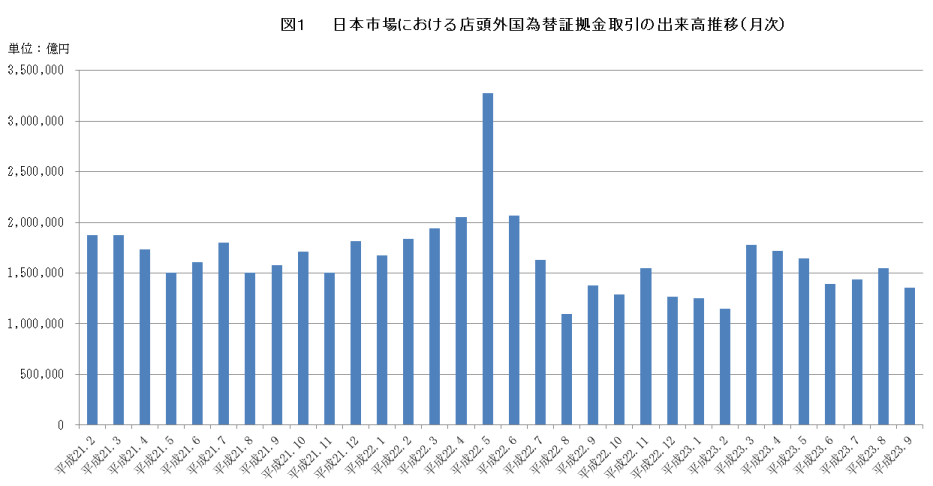 図1　日本市場における店頭外国為替証拠金取引の出来高推移(月次)
単位：億円
3,500,000
3,000,000
2,500,000
2,000,000
1,500,000
1,000,000
500,000
0
平成21.2
平成21.3
平成21.4
平成21.5
平成21.6
平成21.7
平成21.8
平成21.9
平成21.10
平成21.11
平成21.12
平成22.1
平成22.2
平成22.3
平成22.4
平成22.5
平成22.6
平成22.7
平成22.8
平成22.9
平成22.10
平成22.11
平成22.12
平成23.1
平成23.2
平成23.3
平成23.4
平成23.5
平成23.6
平成23.7
平成23.8
平成23.9